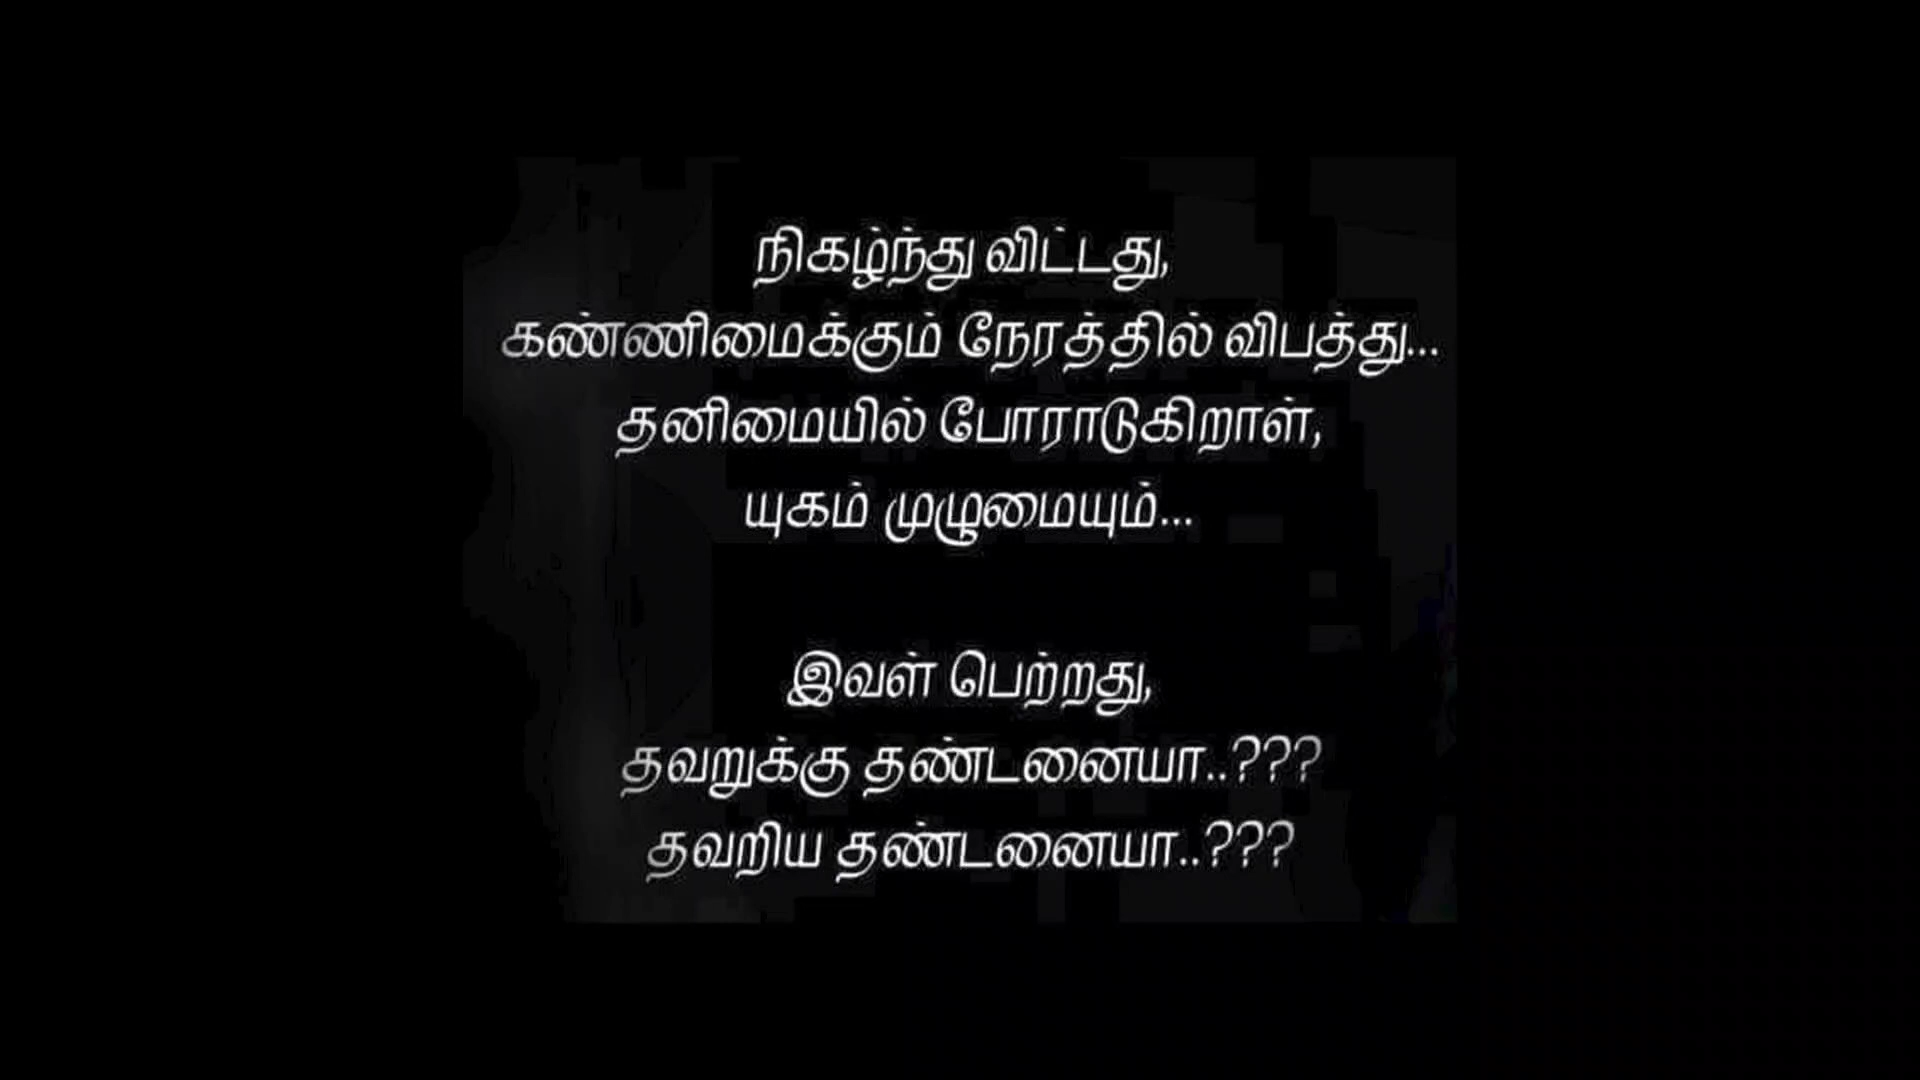 நிகழ்ந்து விட்டது,
கண்ணிமைக்கும் நேரத்தில் விபத்து...
தனிமையில் போராடுகிறாள்,
யுகம் முழுமையும்...
இவள் பெற்றது,
தவறுக்கு தண்டனையா..???
தவறிய தண்டனையா..???